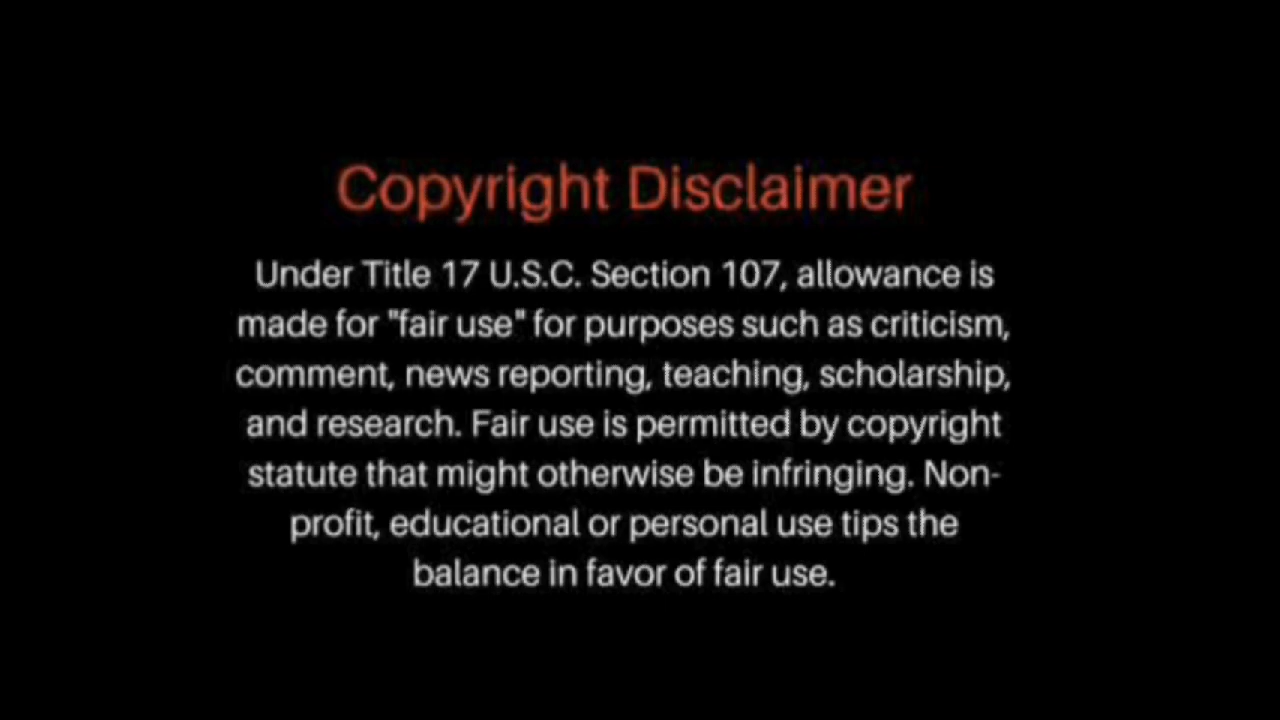 Copyright Disclaimer
Under Title 17 U.S.C. Section 107, allowance is
made for "fair use" for purposes such as criticism,
comment, news reporting, teaching, scholarship,
and research. Fair use is permitted by copyright
statute that might otherwise be infringing. Non-
profit, educational or personal use tips the
balance in favor of fair use.